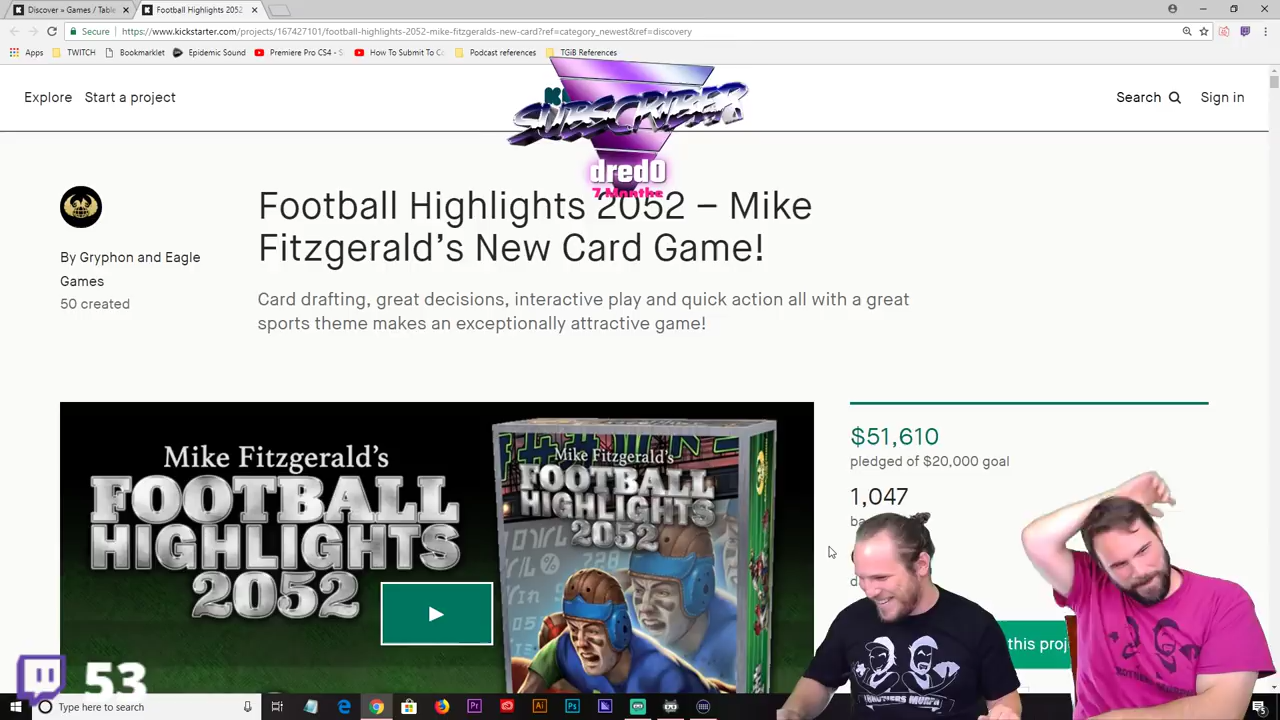 Discover » Games / Table
Football Highlights 2052
Secure
https://www.kickstarter.com/projects/167427101/football-highlights-2052-mike-fitzgeralds-new-card?ref=category_newest&ref=discovery
Apps
TWITCH
Bookmarklet
Epidemic Sound
Premiere Pro CS4 - S
How To Submit To C
Podcast references
TGiB References
Explore
Start a project
SUBSCRIBER
dred0
7 Months
Search
Sign in
Football Highlights 2052 – Mike
Fitzgerald's New Card Game!
By Gryphon and Eagle
Games
50 created
Card drafting, great decisions, interactive play and quick action all with a great
sports theme makes an exceptionally attractive game!
Mike Fitzgerald's
FOOTBALL
HIGHLIGHTS
2052
Mike Fitzgerald's
FOOTBALL
HIGHLIGHTS
2052
$51,610
pledged of $20,000 goal
1,047
this proj
53
Type here to search